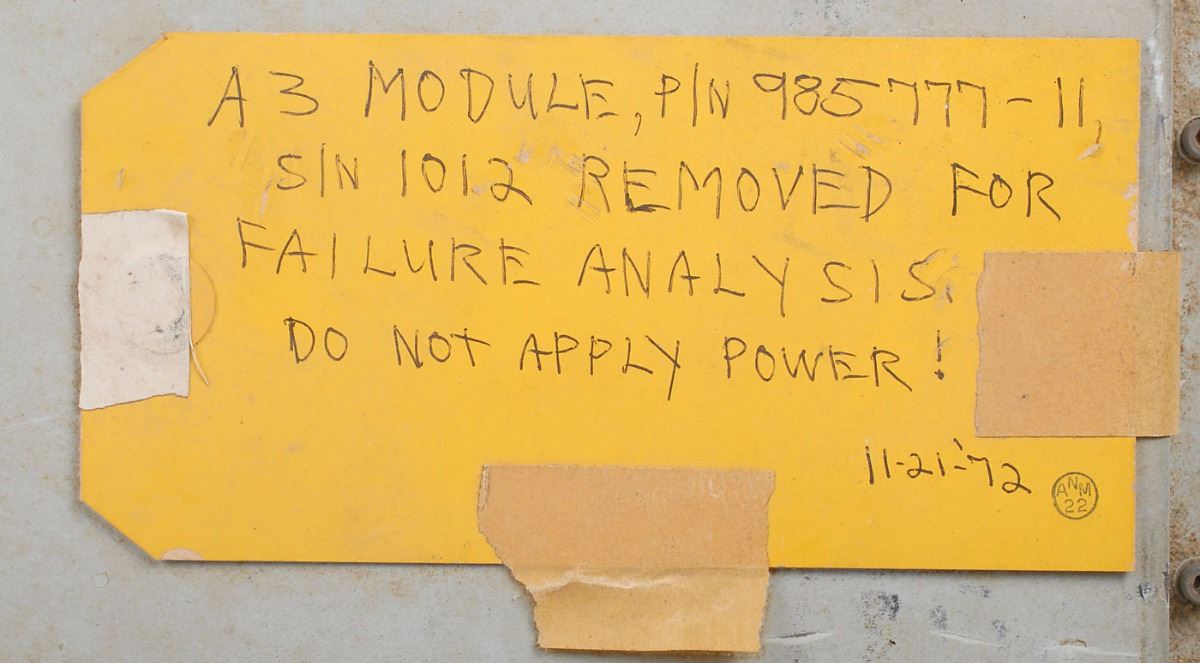 A3 MODULE, P/N 985777-11,
S/N 1012 REMOVED FOR
FAILURE ANALYSIS.
DO NOT APPLY POWER!
11-21-'72
ANM
22